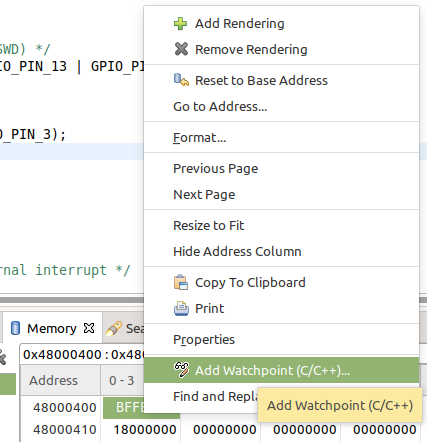 SWD) */
IO_PIN_13 | GPIO_PI
O_PIN_3);
rnal interrupt */
Add Rendering
Remove Rendering
Reset to Base Address
Go to Address...
Format...
Previous Page
Next Page
Resize to Fit
Hide Address Column
Copy To Clipboard
Print
Properties
Add Watchpoint (C/C++)...
Find and Repla
Add Watchpoint (C/C++)
Memory
Sea
0x48000400 : 0x48
Address 0 - 3
48000400 BFFE
48000410 18000000 00000000 00000000 00000000